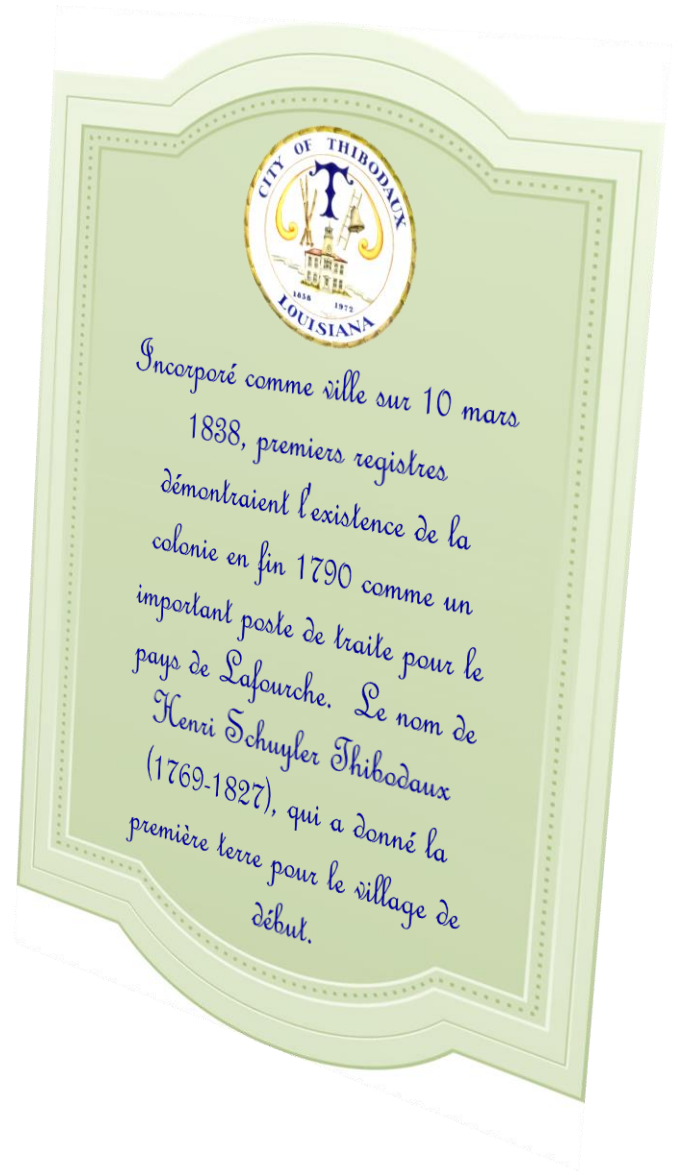 CITY OF THIBODAUX
T
1838 1972
LOUISIANA
Incorporé comme ville sur 10 mars
1838, premiers registres
démontraient l'existence de la
colonie en fin 1790 comme un
important poste de traite pour le
pays de Lafourche. Le nom de
Henri Schuyler Thibodaux
(1769-1827), qui a donné la
première terre pour le village de
début.